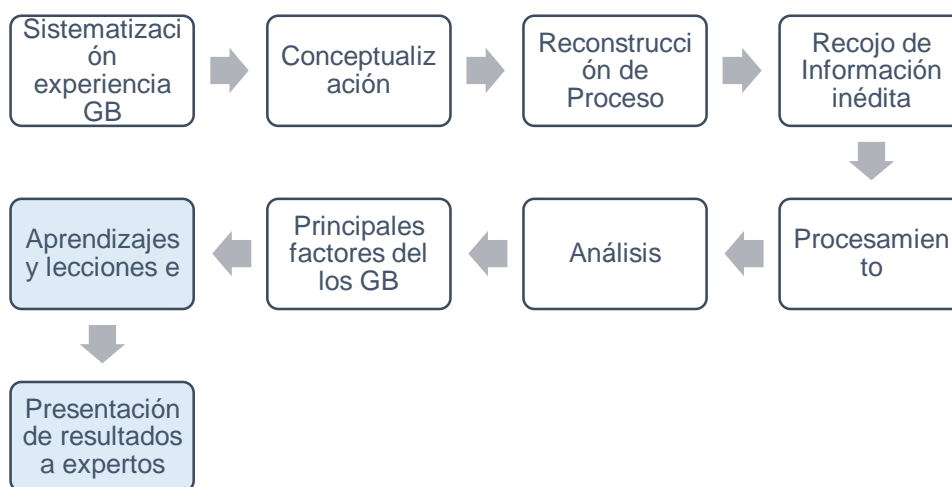 Sistematizaci
ón
experiencia
GB
Conceptualiz
ación
Reconstrucci
ón de
Proceso
Recojo de
Información
inédita
Procesamien
to
Análisis
Principales
factores del
los GB
Aprendizajes
y lecciones e
Presentación
de resultados
a expertos